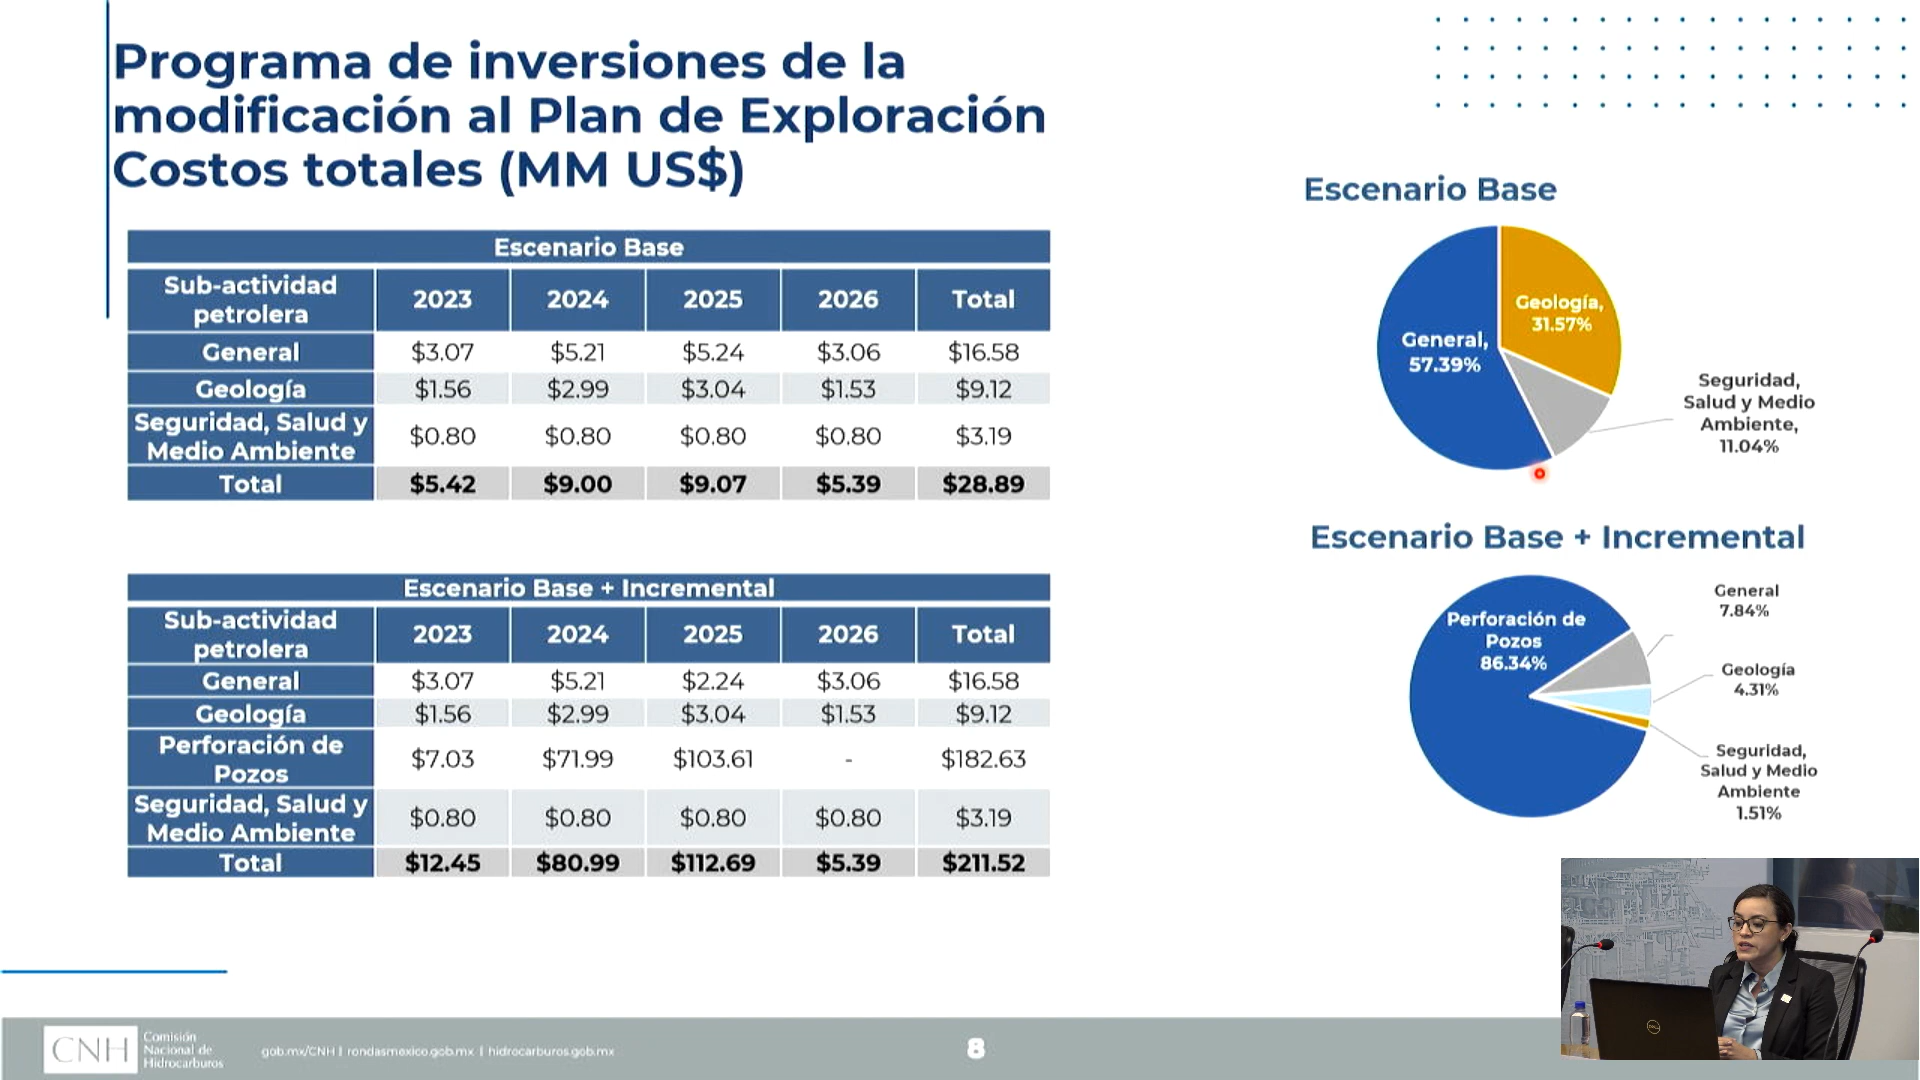 Programa de inversiones de la
modificación al Plan de Exploración
Costos totales (MM US$)
Escenario Base
Sub-actividad petrolera 2023 2024 2025 2026 Total
General $3.07 $5.21 $5.24 $3.06 $16.58
Geología $1.56 $2.99 $3.04 $1.53 $9.12
Seguridad, Salud y Medio Ambiente $0.80 $0.80 $0.80 $0.80 $3.19
Total $5.42 $9.00 $9.07 $5.39 $28.89
Escenario Base + Incremental
Sub-actividad petrolera 2023 2024 2025 2026 Total
General $3.07 $5.21 $2.24 $3.06 $16.58
Geología $1.56 $2.99 $3.04 $1.53 $9.12
Perforación de Pozos $7.03 $71.99 $103.61 - $182.63
Seguridad, Salud y Medio Ambiente $0.80 $0.80 $0.80 $0.80 $3.19
Total $12.45 $80.99 $112.69 $5.39 $211.52
Escenario Base
Geología,
31.57%
General,
57.39%
Seguridad,
Salud y Medio
Ambiente,
11.04%
Escenario Base + Incremental
Perforación de
Pozos
86.34%
General
7.84%
Geología
4.31%
Seguridad,
Salud y Medio
Ambiente
1.51%
CNH
Comisión
Nacional de
Hidrocarburos
gob.mx/CNH | rondasmexico.gob.mx | hidrocarburos.gob.mx
8